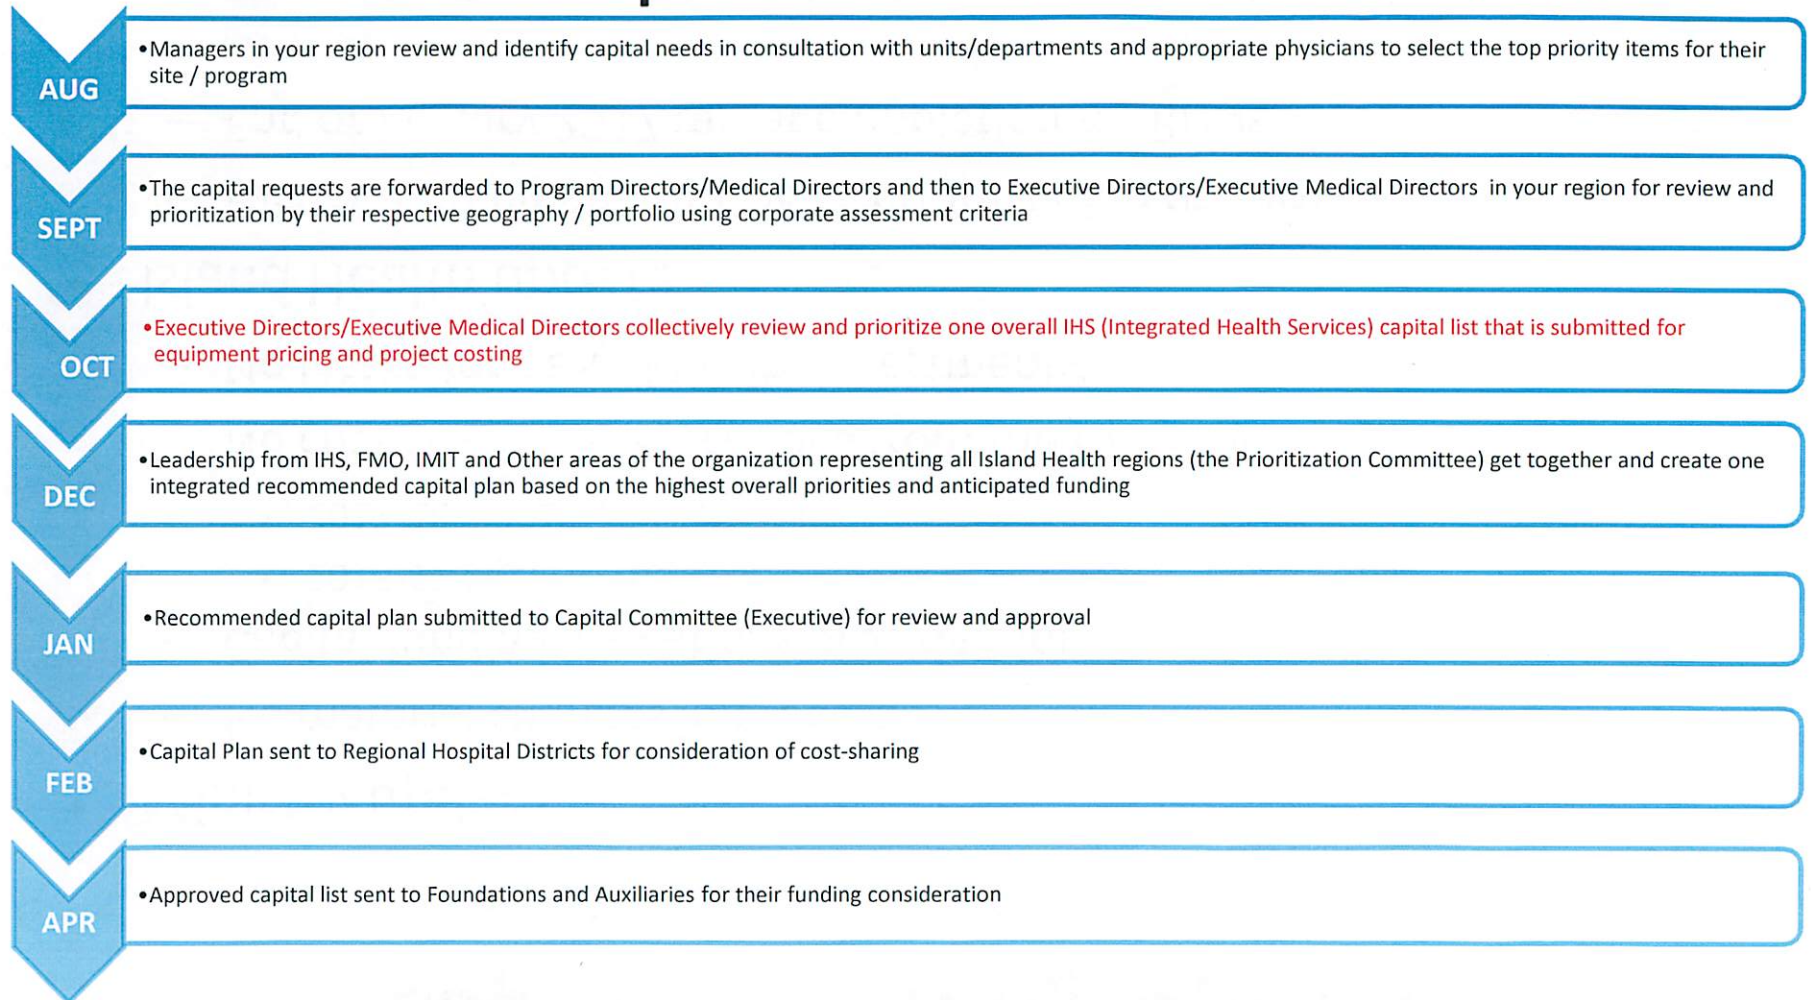 AUG
•Managers in your region review and identify capital needs in consultation with units/departments and appropriate physicians to select the top priority items for their
site / program
SEPT
•The capital requests are forwarded to Program Directors/Medical Directors and then to Executive Directors/Executive Medical Directors in your region for review and
prioritization by their respective geography / portfolio using corporate assessment criteria
OCT
•Executive Directors/Executive Medical Directors collectively review and prioritize one overall IHS (Integrated Health Services) capital list that is submitted for
equipment pricing and project costing
DEC
•Leadership from IHS, FMO, IMIT and Other areas of the organization representing all Island Health regions (the Prioritization Committee) get together and create one
integrated recommended capital plan based on the highest overall priorities and anticipated funding
JAN
•Recommended capital plan submitted to Capital Committee (Executive) for review and approval
FEB
•Capital Plan sent to Regional Hospital Districts for consideration of cost-sharing
APR
•Approved capital list sent to Foundations and Auxiliaries for their funding consideration